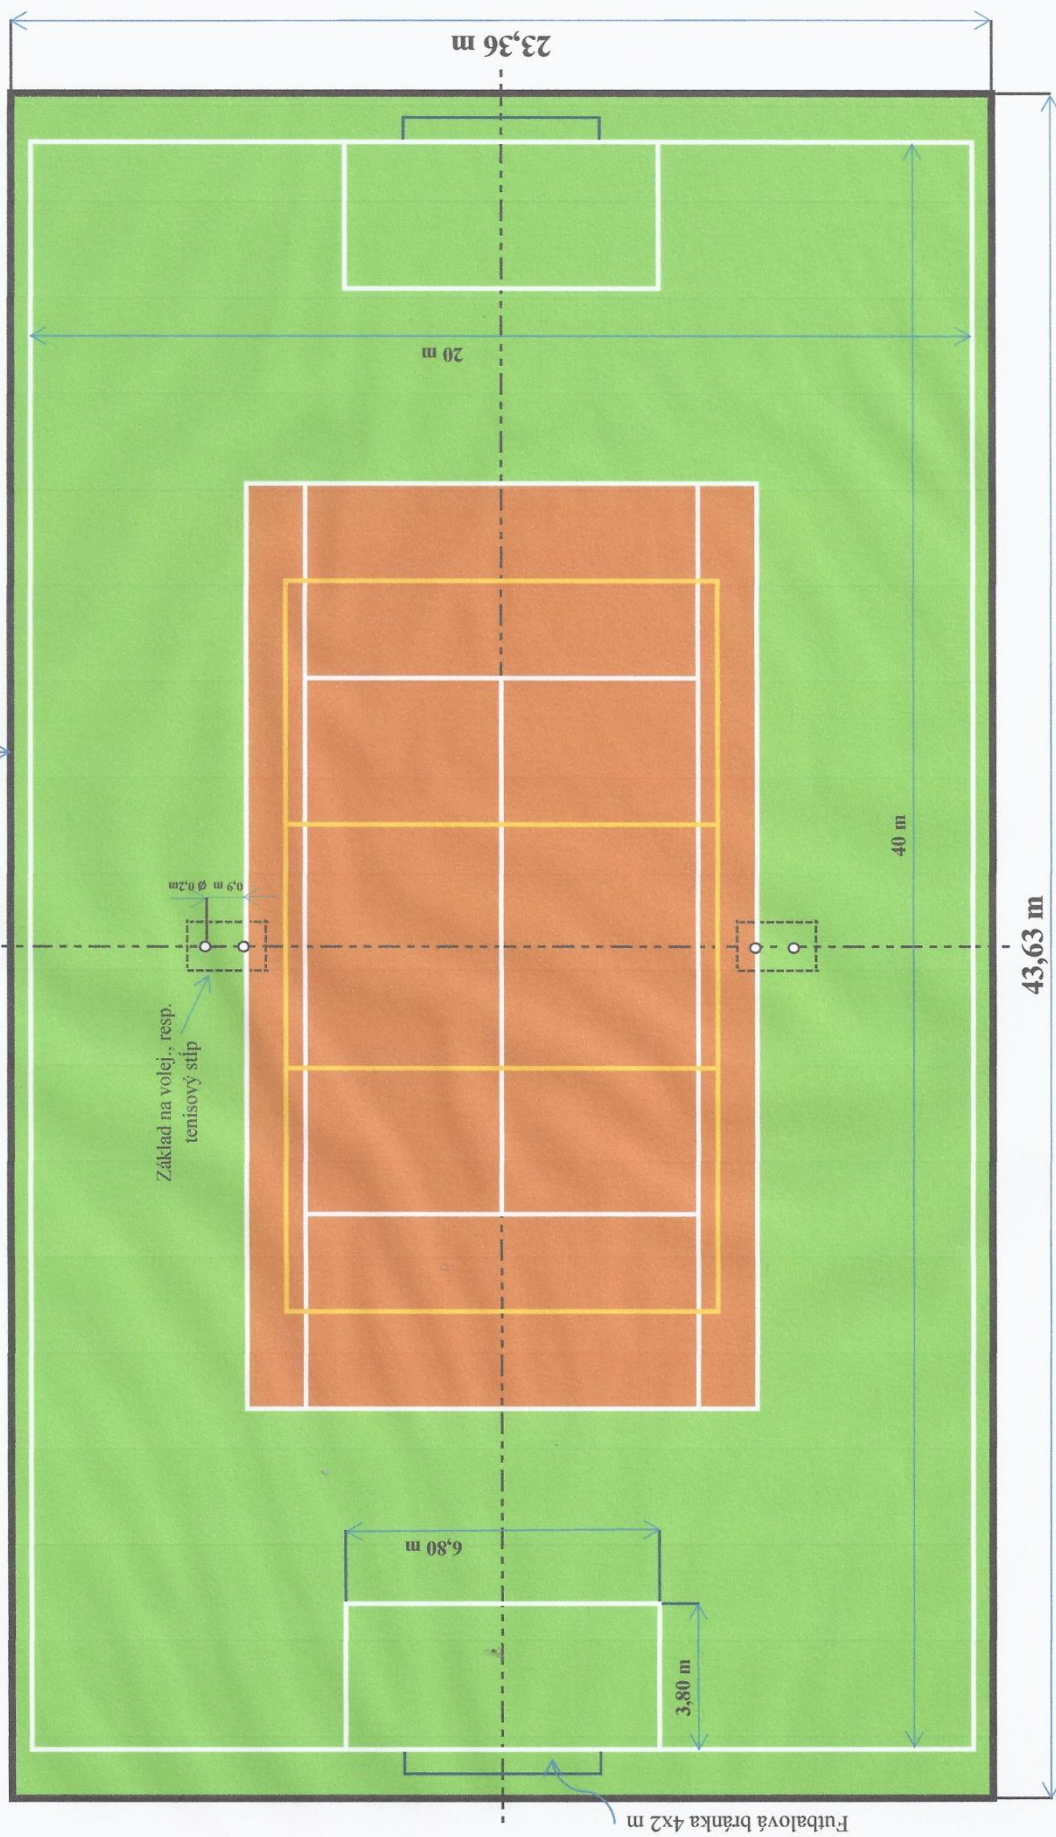 23,36 m
20 m
0,9 m ø 0,2m
Základ na volej., resp.
tenisový stĺp
40 m
43,63 m
6,80 m
3,80 m
Futbalová bránka 4x2 m